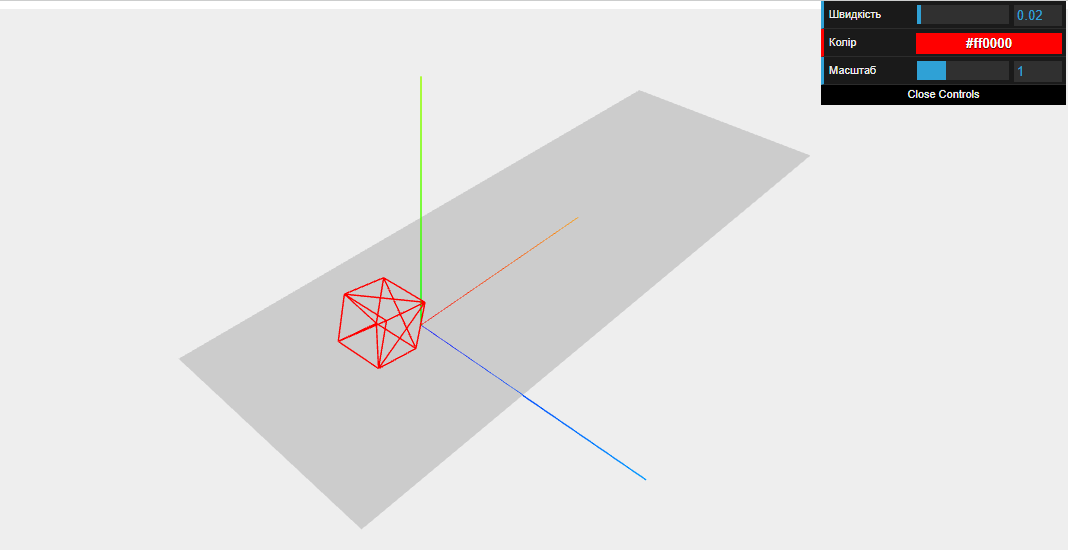 Швидкість 0.02
Колір #ff0000
Масштаб 1
Close Controls